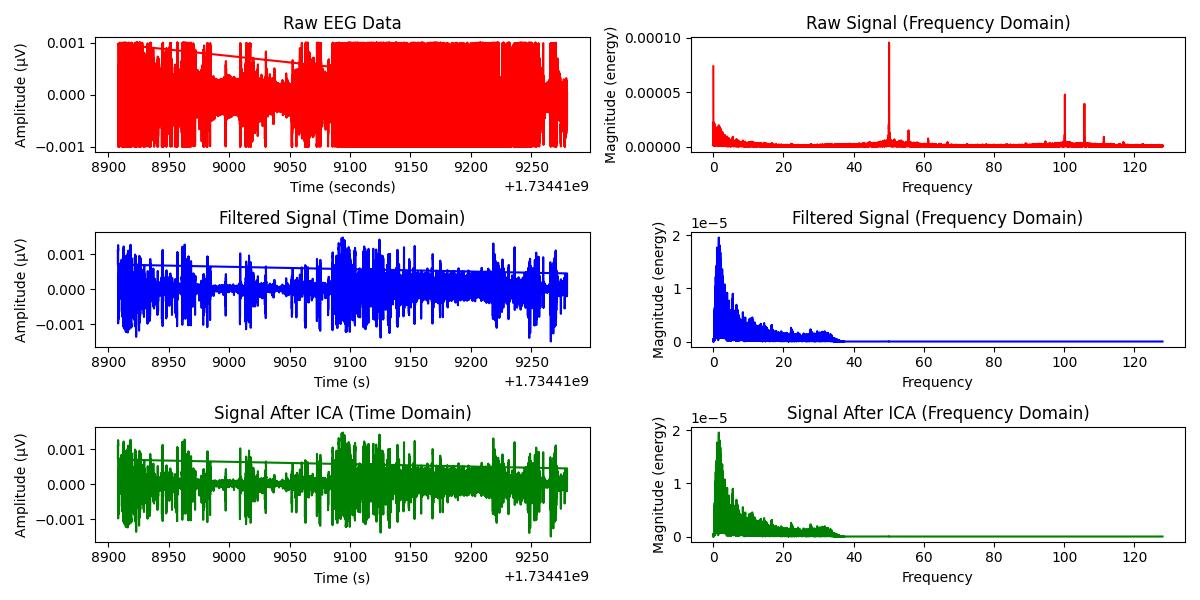 Raw EEG Data
Amplitude (µV)
0.001
0.000
−0.001
8900 8950 9000 9050 9100 9150 9200 9250
Time (seconds)
+1.73441e9
Raw Signal (Frequency Domain)
Magnitude (energy)
0.00010
0.00005
0.00000
0 20 40 60 80 100 120
Frequency
Filtered Signal (Time Domain)
Amplitude (µV)
0.001
0.000
−0.001
8900 8950 9000 9050 9100 9150 9200 9250
Time (s)
+1.73441e9
Filtered Signal (Frequency Domain)
1e−5
Magnitude (energy)
2
1
0
0 20 40 60 80 100 120
Frequency
Signal After ICA (Time Domain)
Amplitude (µV)
0.001
0.000
−0.001
8900 8950 9000 9050 9100 9150 9200 9250
Time (s)
+1.73441e9
Signal After ICA (Frequency Domain)
1e−5
Magnitude (energy)
2
1
0
0 20 40 60 80 100 120
Frequency